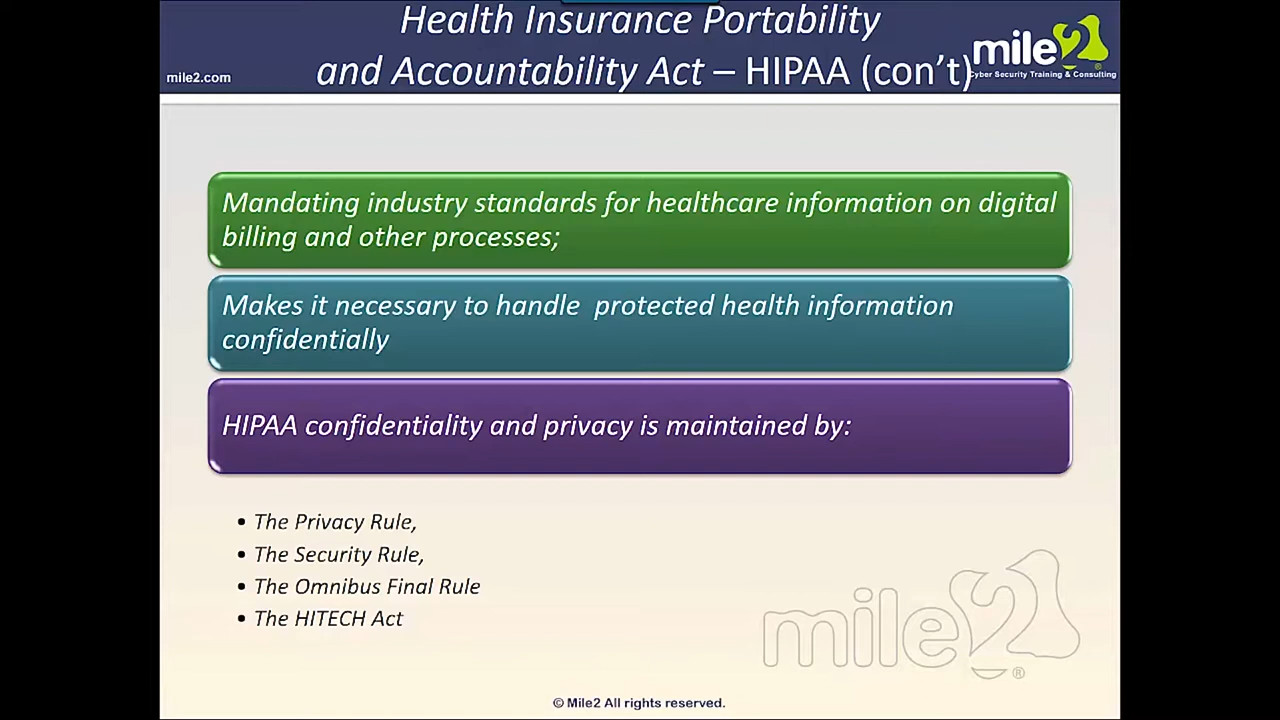 Health Insurance Portability
and Accountability Act – HIPAA (con't)
mile2.com
mile2
Cyber Security Training & Consulting
Mandating industry standards for healthcare information on digital
billing and other processes;
Makes it necessary to handle  protected health information
confidentially
HIPAA confidentiality and privacy is maintained by:
• The Privacy Rule,
• The Security Rule,
• The Omnibus Final Rule
• The HITECH Act
mile2®
© Mile2 All rights reserved.